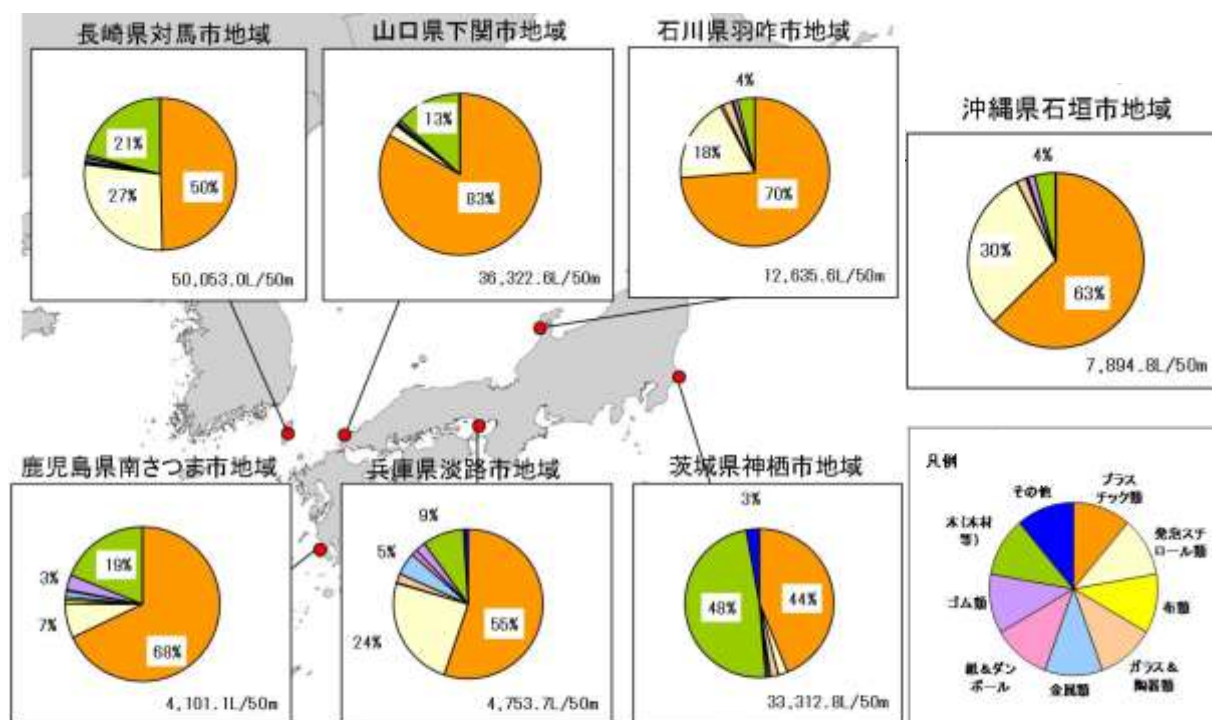 長崎県対馬市地域
21%
27%
50%
50,053.0L/50m
山口県下関市地域
13%
83%
36,322.6L/50m
石川県羽咋市地域
4%
18%
70%
12,635.6L/50m
沖縄県石垣市地域
4%
30%
63%
7,894.8L/50m
鹿児島県南さつま市地域
19%
3%
7%
68%
4,101.1L/50m
兵庫県淡路市地域
9%
5%
24%
55%
4,753.7L/50m
茨城県神栖市地域
3%
48%
44%
33,312.8L/50m
凡例
プラス
チック類
発泡スチ
ロール類
布類
ガラス&
陶器類
金属類
紙&ダン
ボール
ゴム類
木(木材
等)
その他